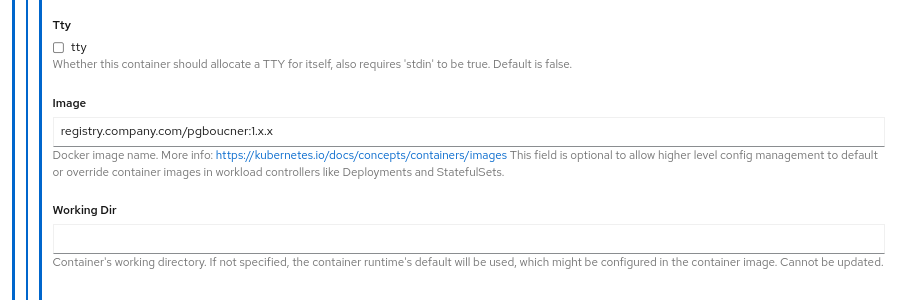 Tty
tty
Whether this container should allocate a TTY for itself, also requires 'stdin' to be true. Default is false.
Image
registry.company.com/pgboucner:1.x.x
Docker image name. More info: https://kubernetes.io/docs/concepts/containers/images This field is optional to allow higher level config management to default
or override container images in workload controllers like Deployments and StatefulSets.
Working Dir
Container's working directory. If not specified, the container runtime's default will be used, which might be configured in the container image. Cannot be updated.